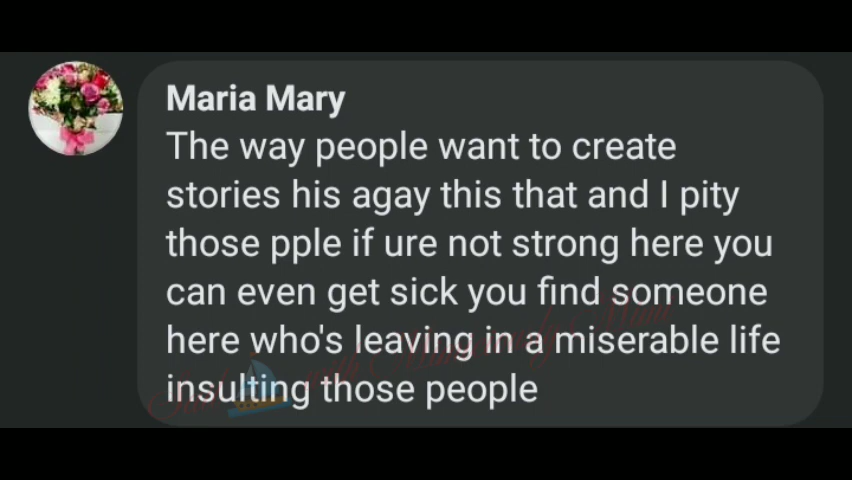 Maria Mary
The way people want to create
stories his agay this that and I pity
those pple if ure not strong here you
can even get sick you find someone
here who's leaving in a miserable life
insulting those people